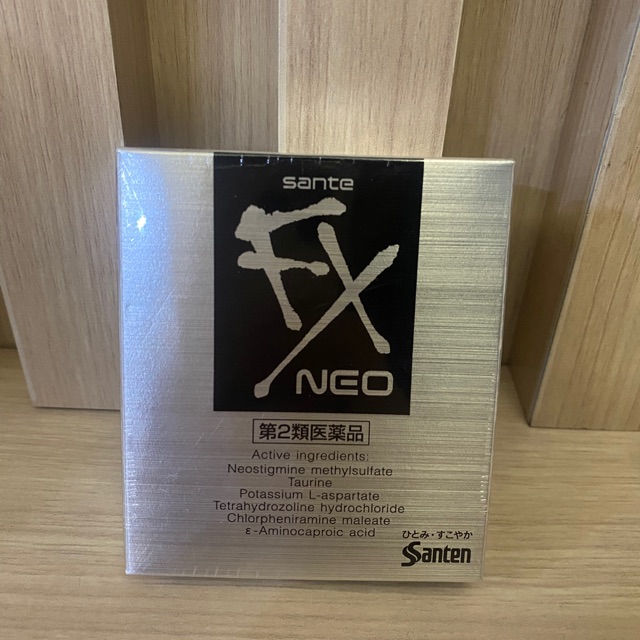 sante
FX
NEO
第2類医薬品
Active ingredients:
Neostigmine methylsulfate
Taurine
Potassium L-aspartate
Tetrahydrozoline hydrochloride
Chlorpheniramine maleate
ε-Aminocaproic acid
ひとみ・すこやか
Santen